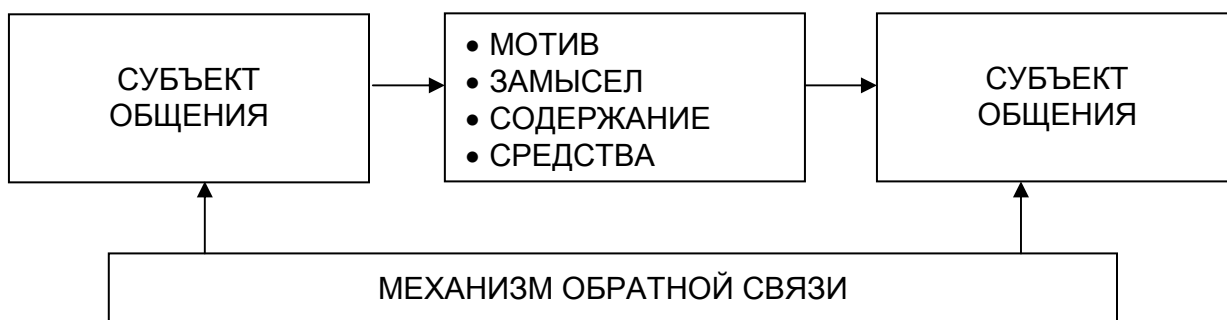 СУБЪЕКТ
ОБЩЕНИЯ
• МОТИВ
• ЗАМЫСЕЛ
• СОДЕРЖАНИЕ
• СРЕДСТВА
СУБЪЕКТ
ОБЩЕНИЯ
МЕХАНИЗМ ОБРАТНОЙ СВЯЗИ